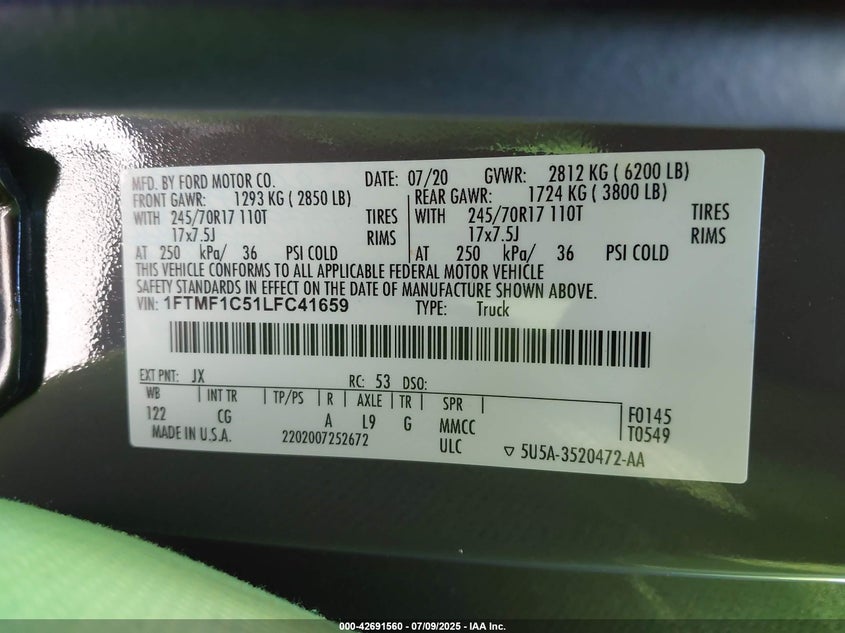 MFD. BY FORD MOTOR CO. DATE: 07/20 GVWR: 2812 KG ( 6200 LB)
FRONT GAWR: 1293 KG ( 2850 LB) REAR GAWR: 1724 KG ( 3800 LB)
WITH 245/70R17 110T TIRES WITH 245/70R17 110T TIRES
17x7.5J RIMS 17x7.5J RIMS
AT 250 kPa/ 36 PSI COLD AT 250 kPa/ 36 PSI COLD
THIS VEHICLE CONFORMS TO ALL APPLICABLE FEDERAL MOTOR VEHICLE
SAFETY STANDARDS IN EFFECT ON THE DATE OF MANUFACTURE SHOWN ABOVE.
VIN: 1FTMF1C51LFC41659 TYPE: Truck
EXT PNT: JX RC: 53 DSO:
WB INT TR TP/PS R AXLE TR SPR
122 CG A L9 G MMCC F0145
MADE IN U.S.A. 2202007252672 ULC T0549
▽ 5U5A-3520472-AA
000-42691560 - 07/09/2025 - IAA Inc.